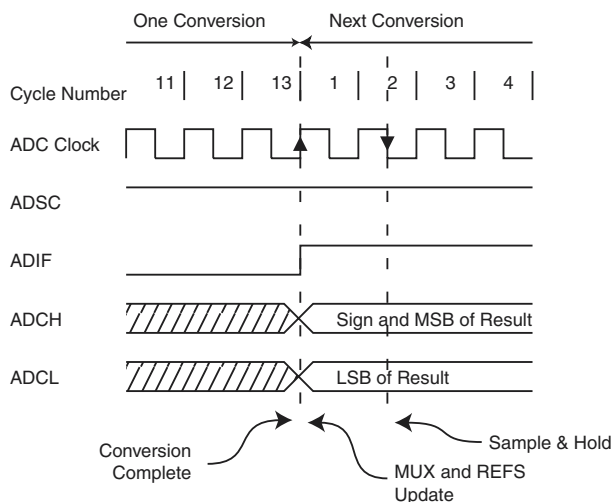 One Conversion Next Conversion
Cycle Number 11 12 13 1 2 3 4
ADC Clock
ADSC
ADIF
ADCH Sign and MSB of Result
ADCL LSB of Result
Conversion
Complete
MUX and REFS
Update
Sample & Hold